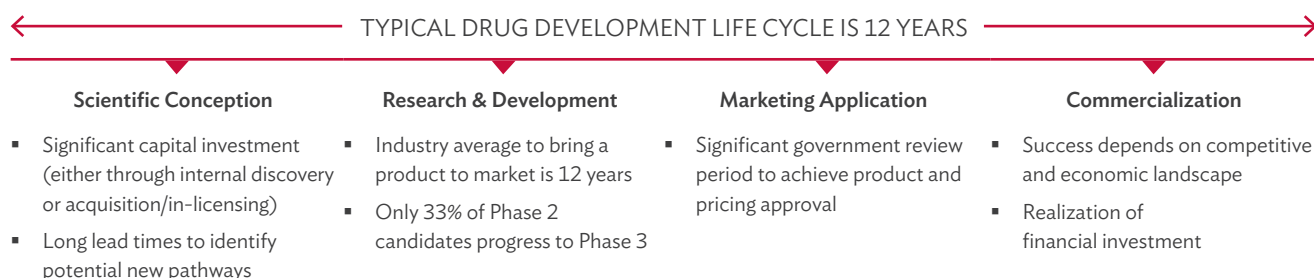 TYPICAL DRUG DEVELOPMENT LIFE CYCLE IS 12 YEARS
Scientific Conception
▪ Significant capital investment
(either through internal discovery
or acquisition/in-licensing)
▪ Long lead times to identify
potential new pathways
Research & Development
▪ Industry average to bring a
product to market is 12 years
▪ Only 33% of Phase 2
candidates progress to Phase 3
Marketing Application
▪ Significant government review
period to achieve product and
pricing approval
Commercialization
▪ Success depends on competitive
and economic landscape
▪ Realization of
financial investment